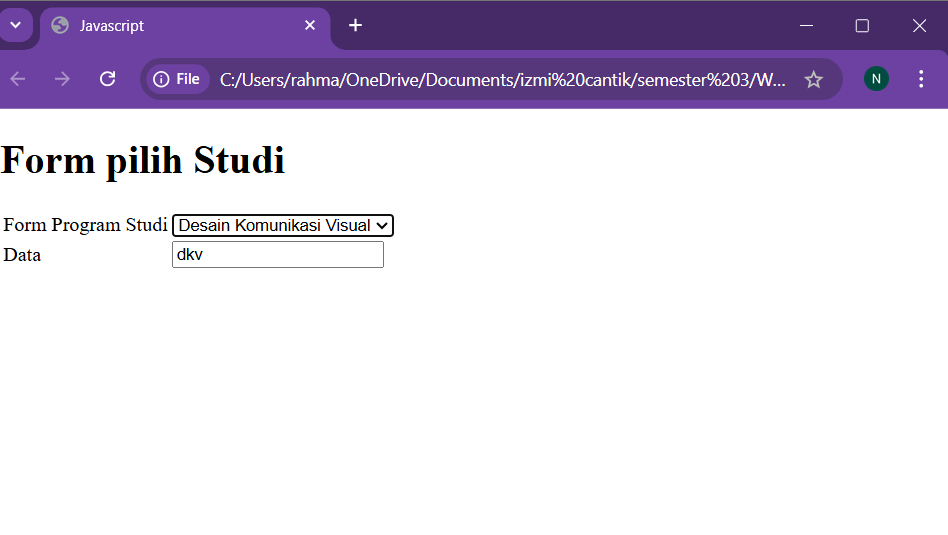 Javascript
File C:/Users/rahma/OneDrive/Documents/izmi%20cantik/semester%203/W... N
Form pilih Studi
Form Program Studi Desain Komunikasi Visual
Data dkv